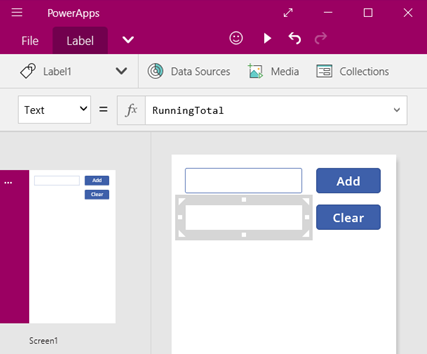 PowerApps
File Label
Label1 Data Sources Media Collections
Text = fx RunningTotal
Add
Clear
Add
Clear
Screen1